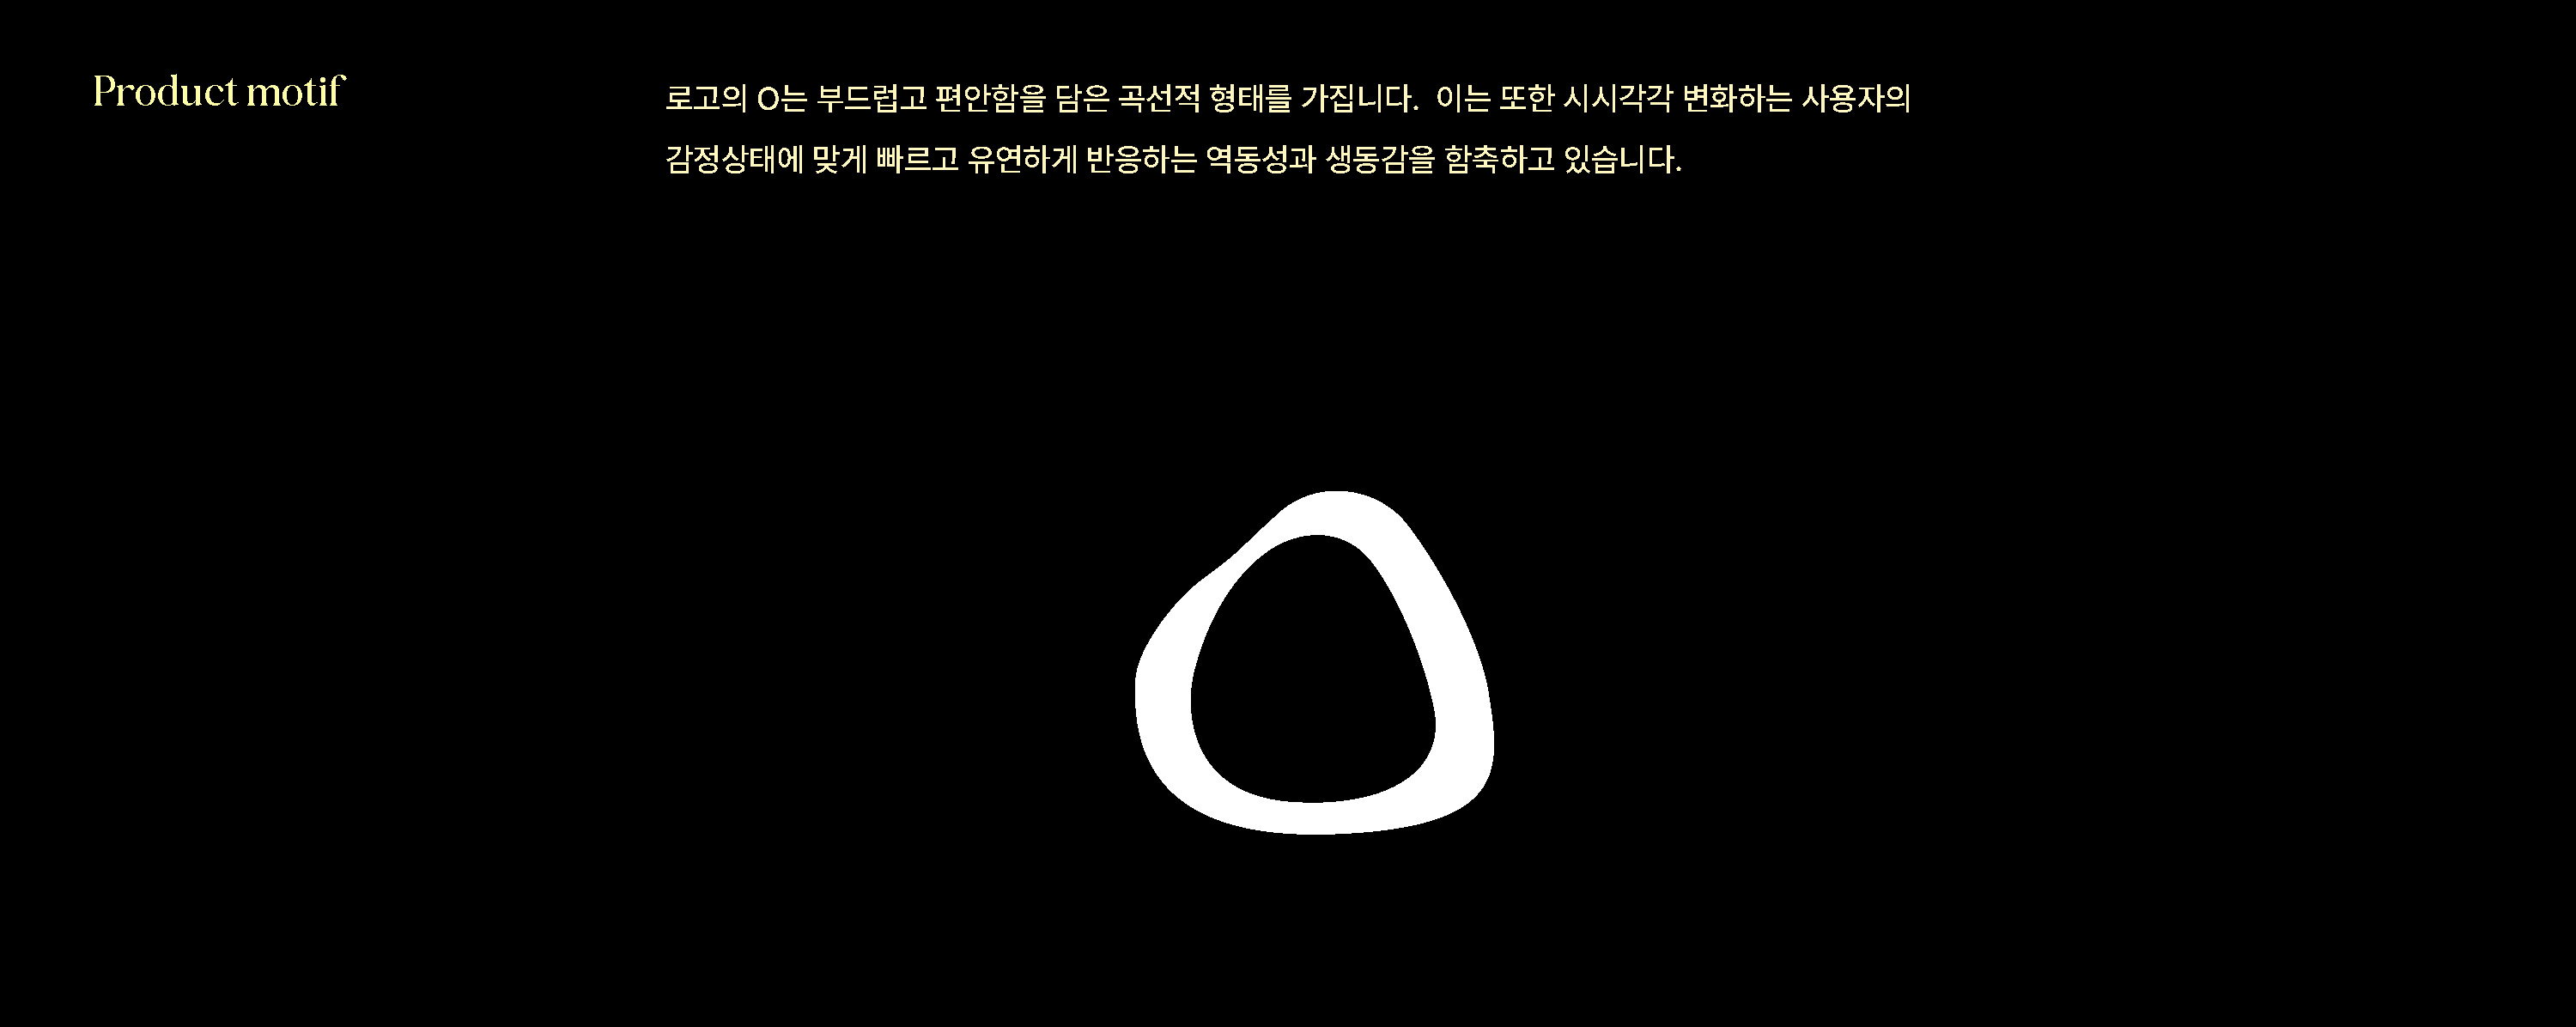 Product motif
로고의 O는 부드럽고 편안함을 담은 곡선적 형태를 가집니다.  이는 또한 시시각각 변화하는 사용자의
감정상태에 맞게 빠르고 유연하게 반응하는 역동성과 생동감을 함축하고 있습니다.